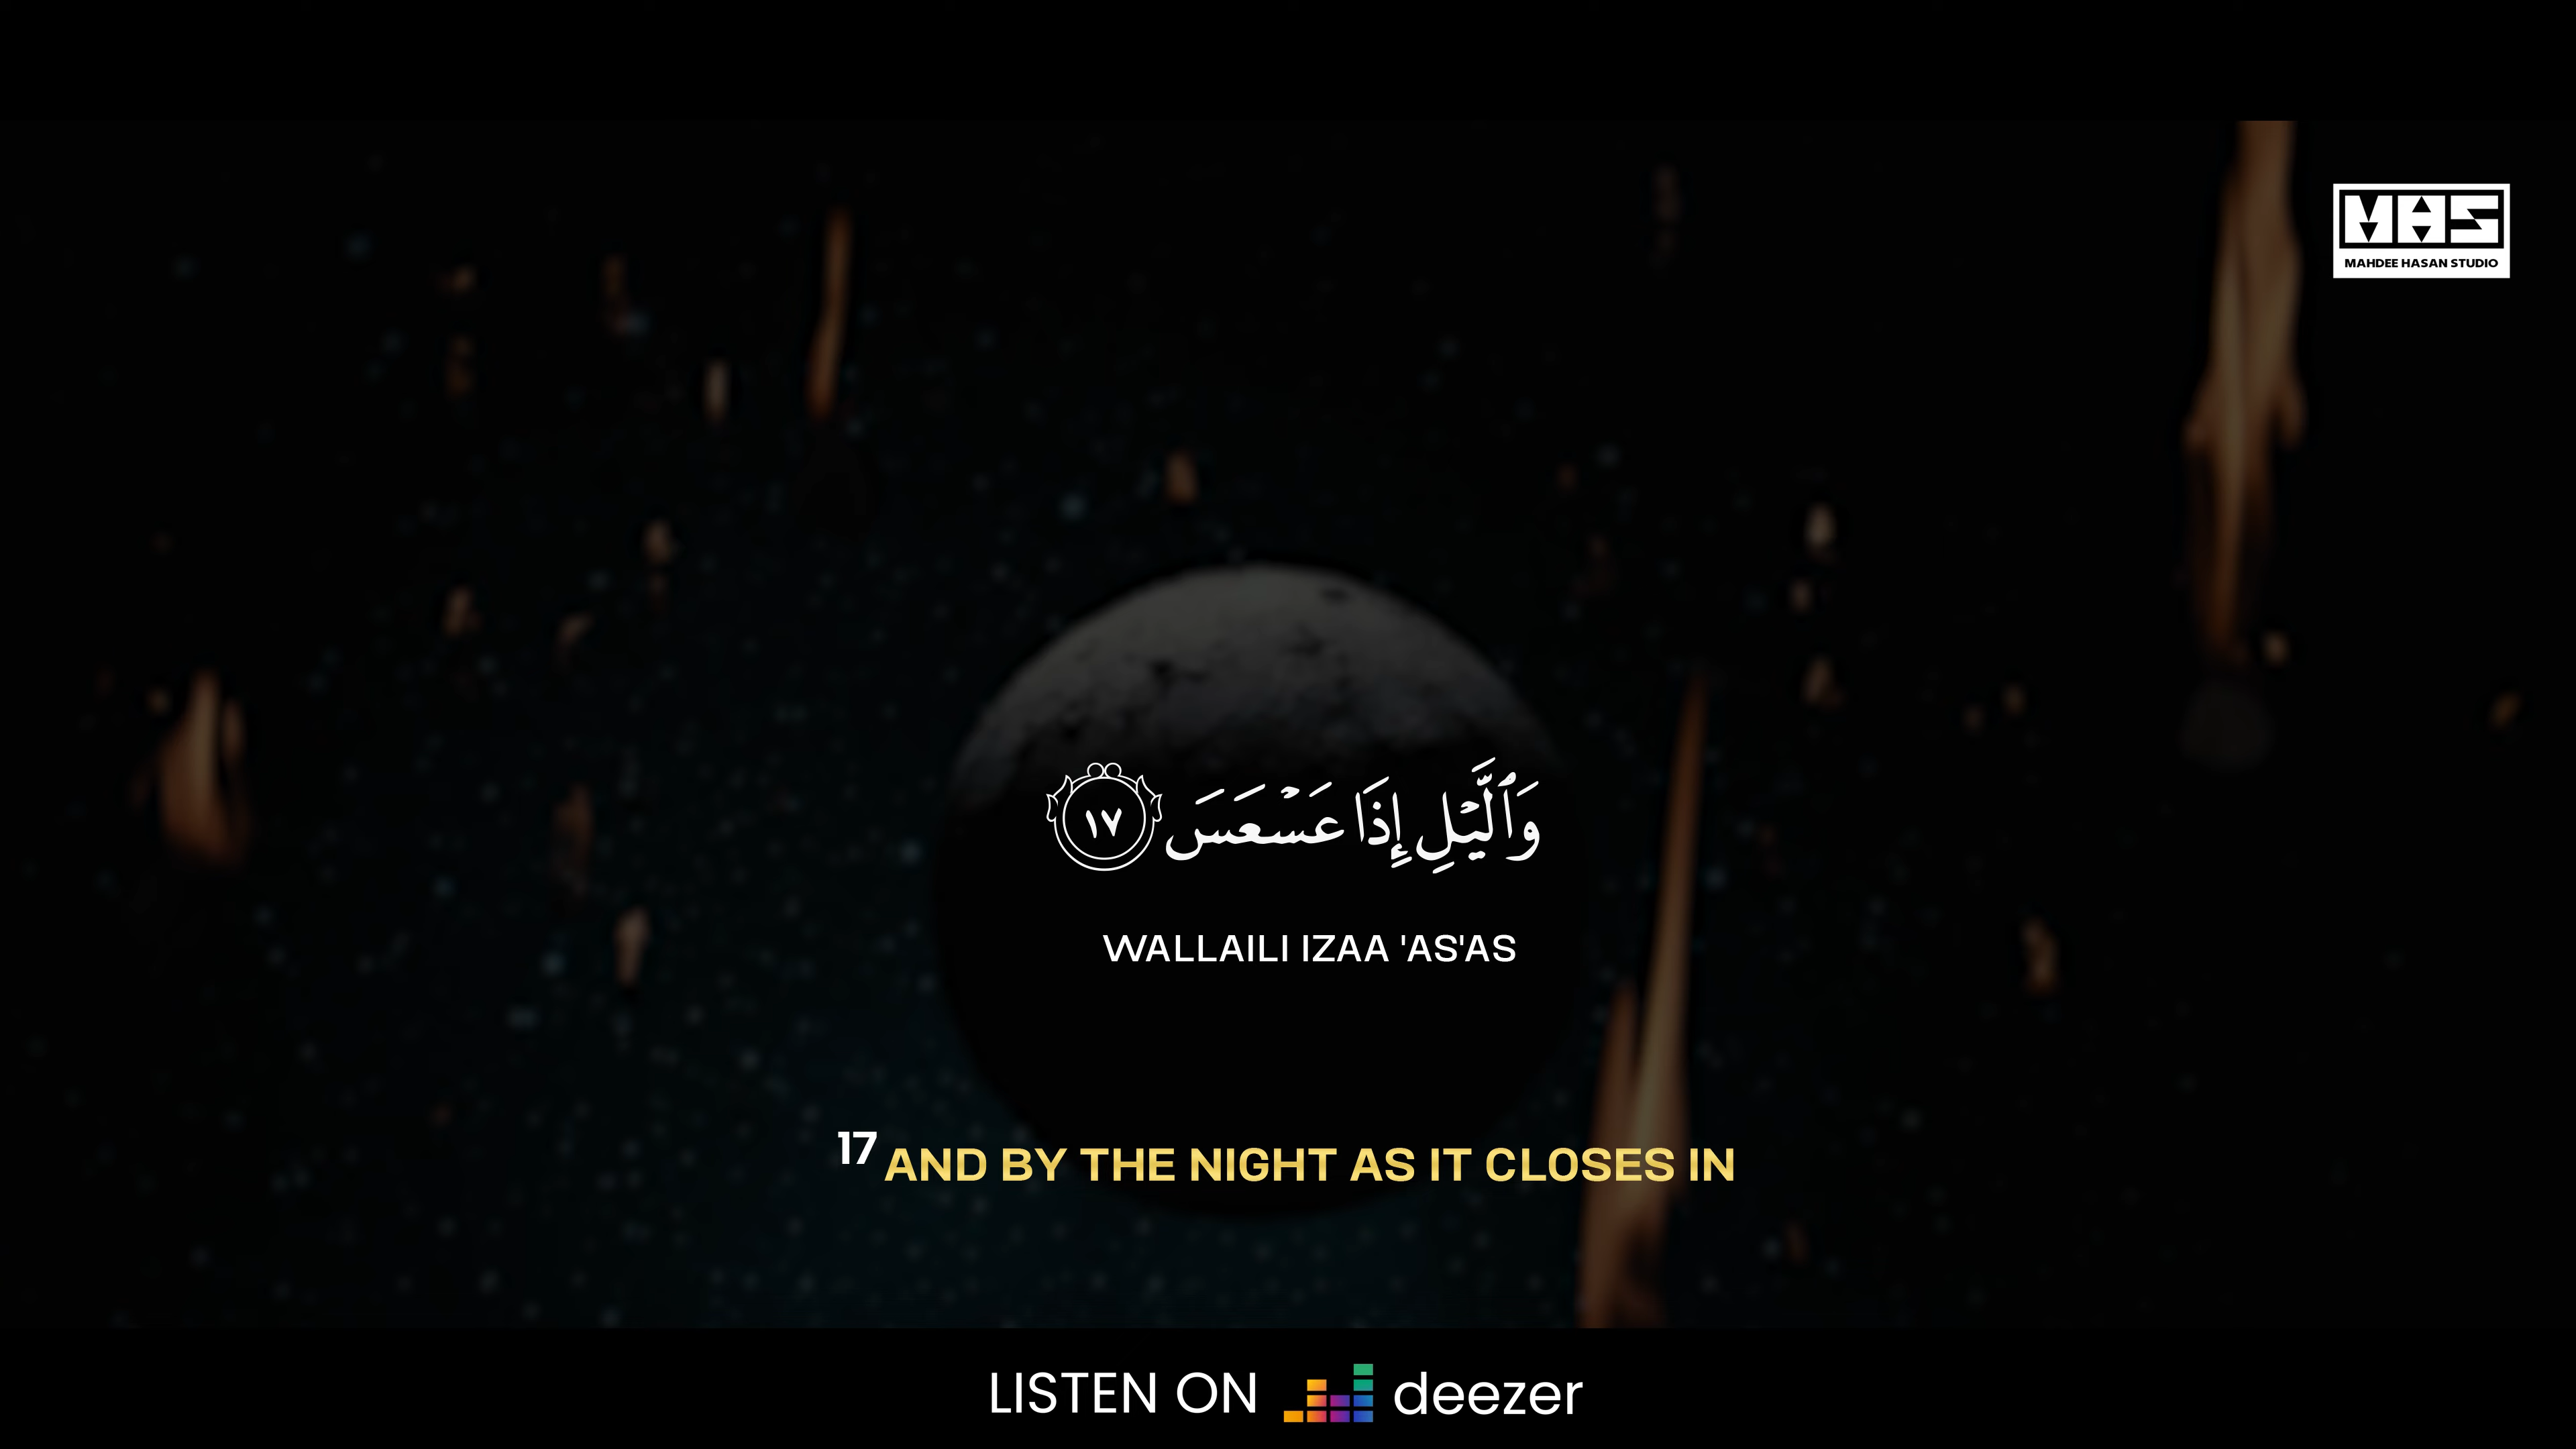 MAS
MAHDEE HASAN STUDIO
وَٱلَّيۡلِ إِذَا عَسۡعَسَ ١٧
WALLAILI IZAA 'AS'AS
17 AND BY THE NIGHT AS IT CLOSES IN
LISTEN ON deezer